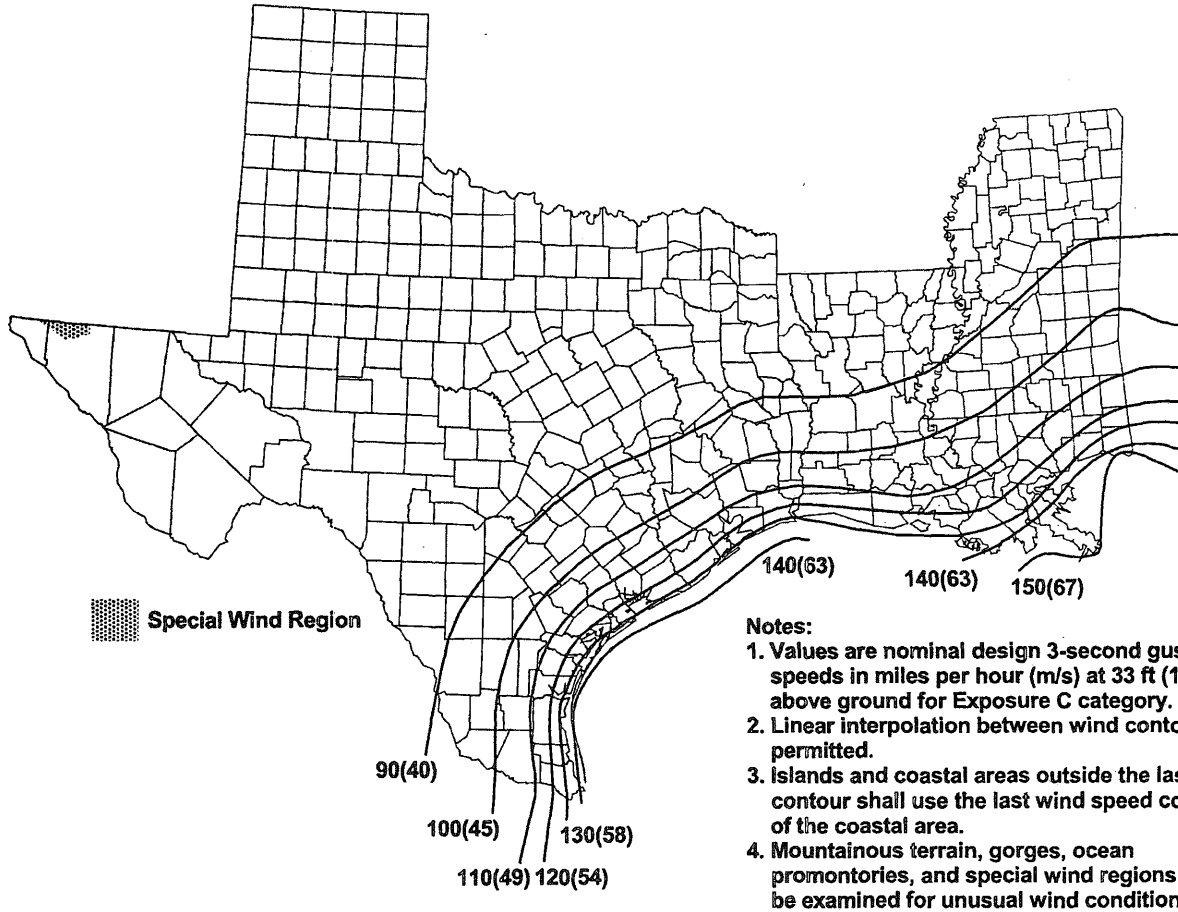 140(63)
140(63)
150(67)
Special Wind Region
90(40)
100(45)
130(58)
110(49)
120(54)
Notes:
1. Values are nominal design 3-second gus
speeds in miles per hour (m/s) at 33 ft (1
above ground for Exposure C category.
2. Linear interpolation between wind conto
permitted.
3. Islands and coastal areas outside the las
contour shall use the last wind speed co
of the coastal area.
4. Mountainous terrain, gorges, ocean
promontories, and special wind regions
be examined for unusual wind condition